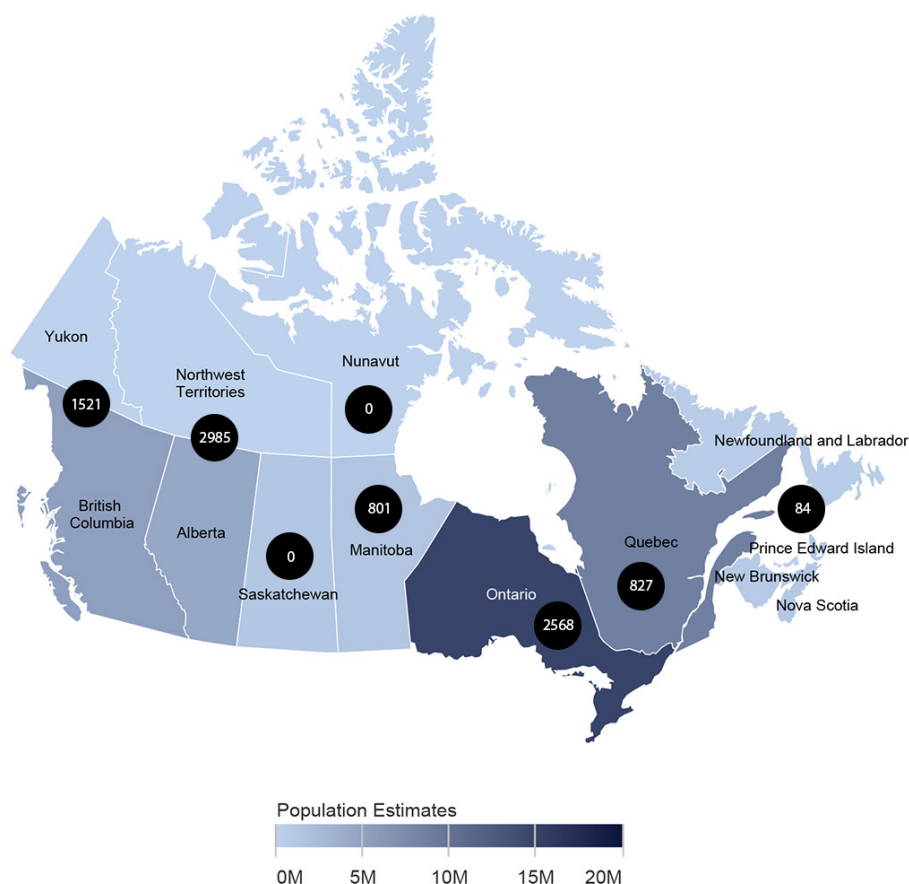 Yukon
Northwest
Territories
Nunavut
1521
2985
0
Newfoundland and Labrador
British
Columbia
Alberta
0
Saskatchewan
801
Manitoba
Ontario
2568
Quebec
827
84
Prince Edward Island
New Brunswick
Nova Scotia
Population Estimates
0M 5M 10M 15M 20M